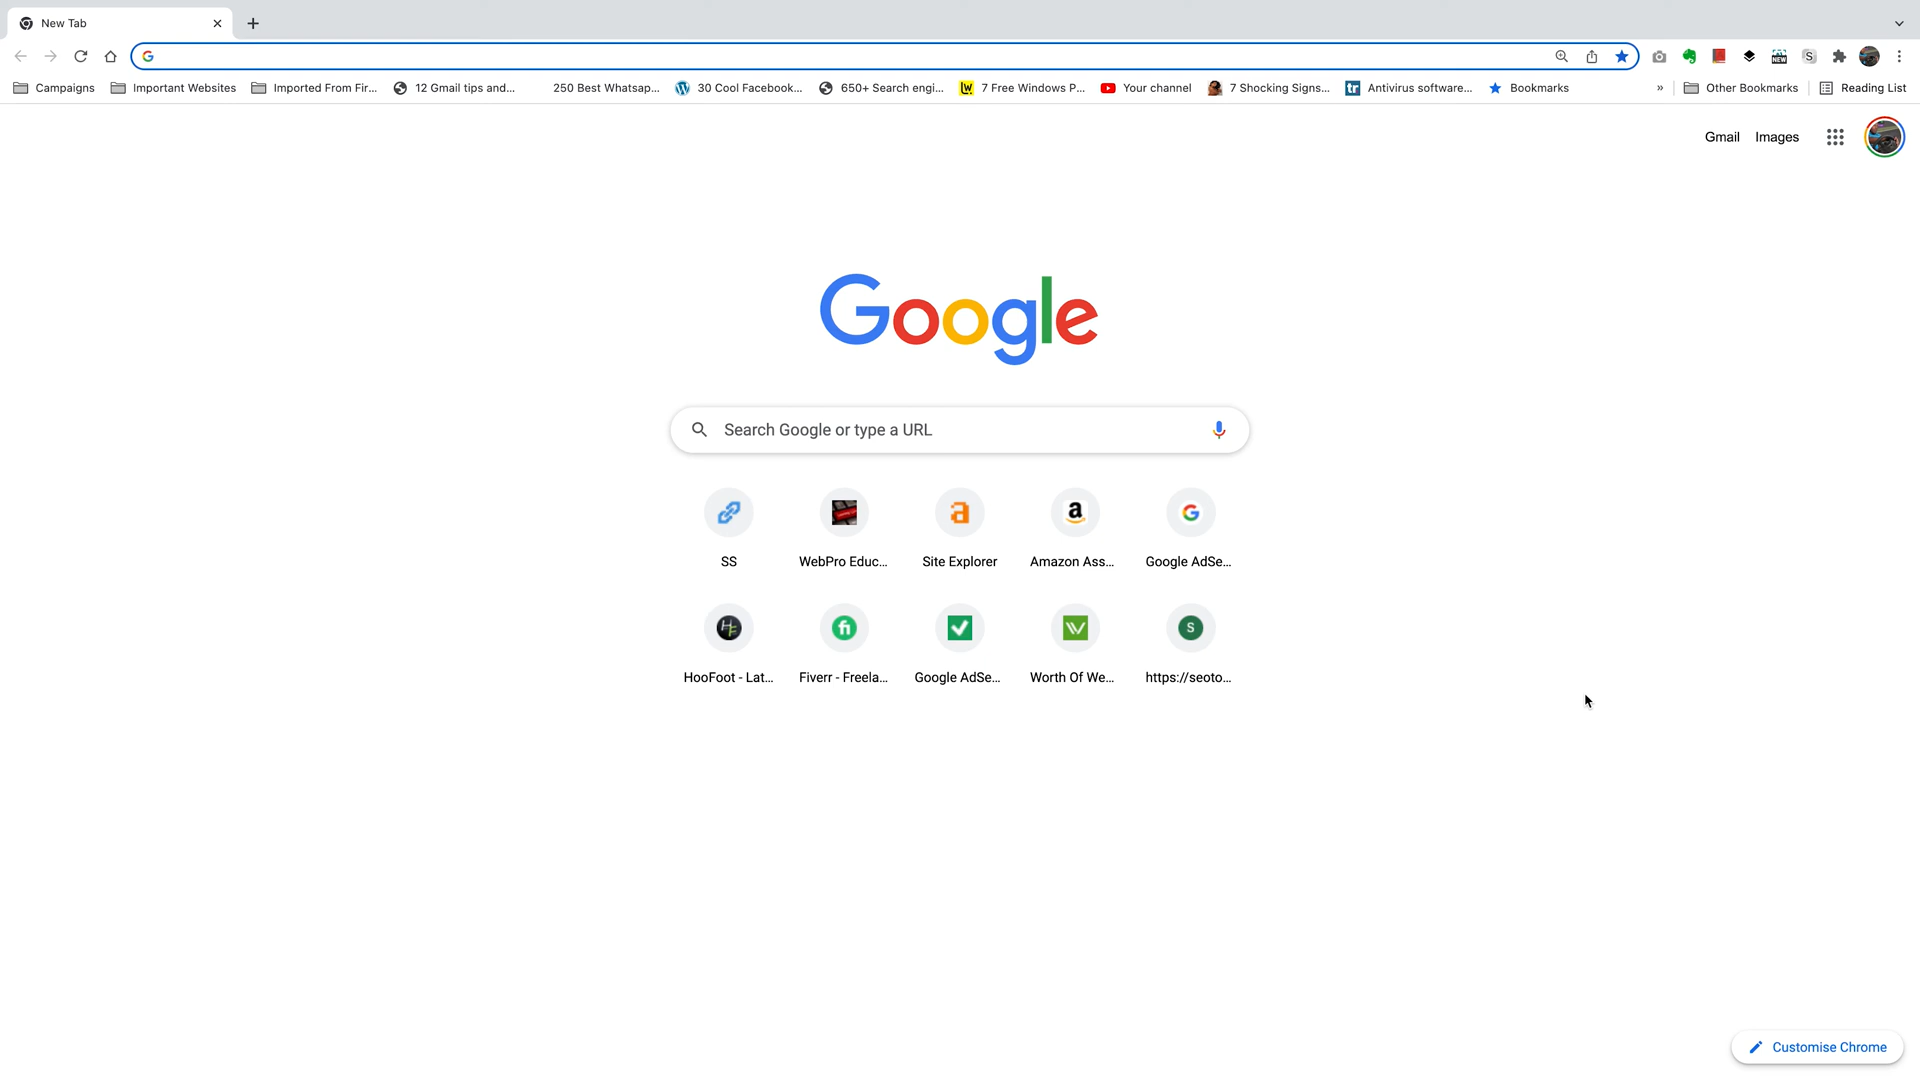 New Tab
Campaigns Important Websites Imported From Fir... 12 Gmail tips and... 250 Best Whatsap... 30 Cool Facebook... 650+ Search engi... 7 Free Windows P... Your channel 7 Shocking Signs... Antivirus software... Bookmarks » Other Bookmarks Reading List
Gmail Images
Google
Search Google or type a URL
SS WebPro Educ... Site Explorer Amazon Ass... Google AdSe...
HooFoot - Lat... Fiverr - Freela... Google AdSe... Worth Of We... https://seoto...
Customise Chrome